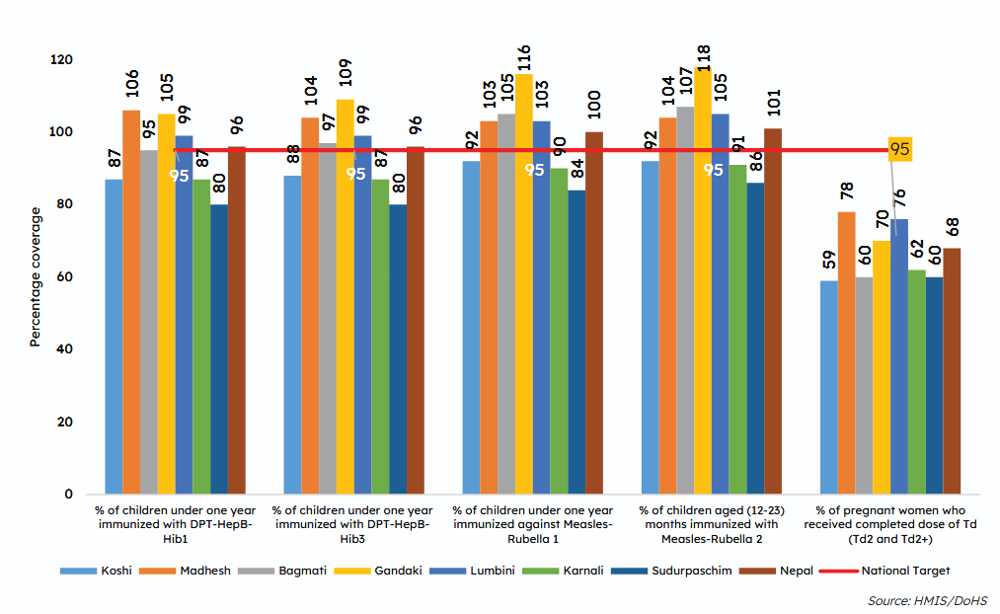 Percentage coverage
120
100
80
60
40
20
0
87
106
95
105
99
87
80
96
95
88
104
97
109
99
87
80
96
95
92
103
105
116
103
90
84
100
95
92
104
107
118
105
91
86
101
95
59
78
60
70
76
62
60
68
95
% of children under one year
immunized with DPT-HepB-
Hib1
% of children under one year
immunized with DPT-HepB-
Hib3
% of children under one year
immunized against Measles-
Rubella 1
% of children aged (12-23)
months immunized with
Measles-Rubella 2
% of pregnant women who
received completed dose of Td
(Td2 and Td2+)
Koshi Madhesh Bagmati Gandaki Lumbini Karnali Sudurpaschim Nepal National Target
Source: HMIS/DoHS